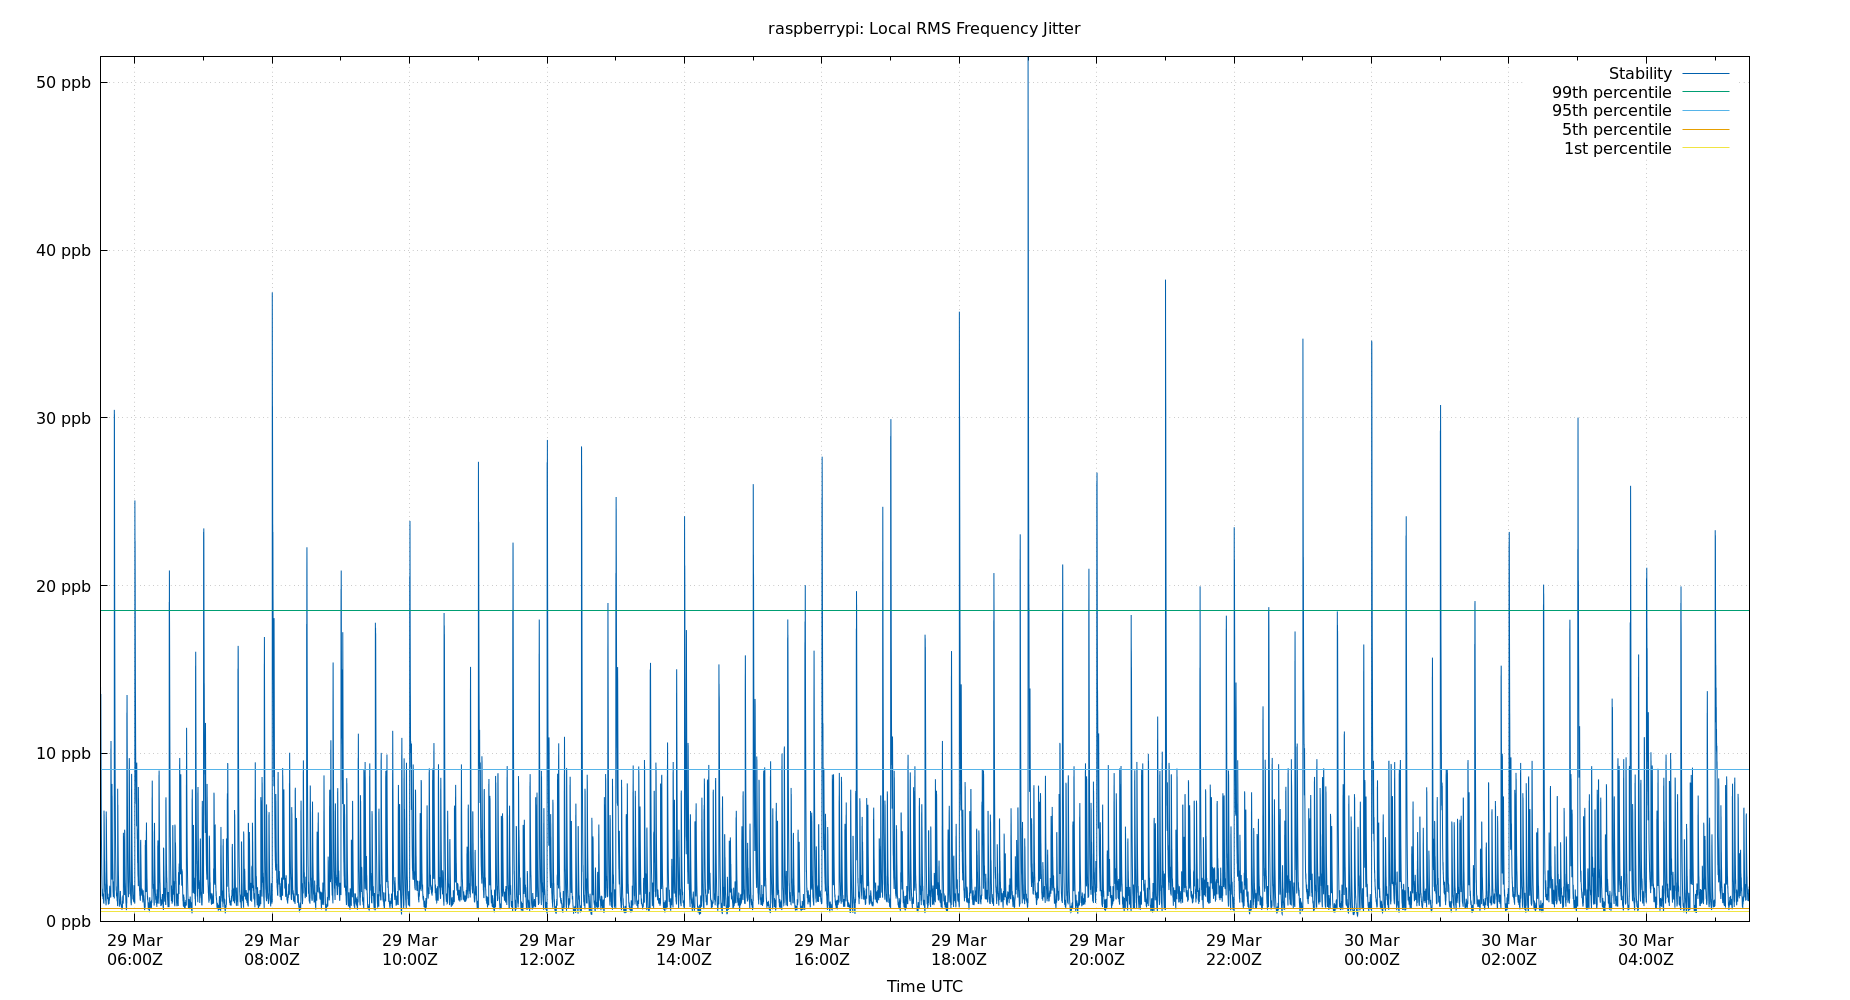 raspberrypi: Local RMS Frequency Jitter
Stability
99th percentile
95th percentile
5th percentile
1st percentile
50 ppb
40 ppb
30 ppb
20 ppb
10 ppb
0 ppb
29 Mar
06:00Z
29 Mar
08:00Z
29 Mar
10:00Z
29 Mar
12:00Z
29 Mar
14:00Z
29 Mar
16:00Z
29 Mar
18:00Z
29 Mar
20:00Z
29 Mar
22:00Z
30 Mar
00:00Z
30 Mar
02:00Z
30 Mar
04:00Z
Time UTC